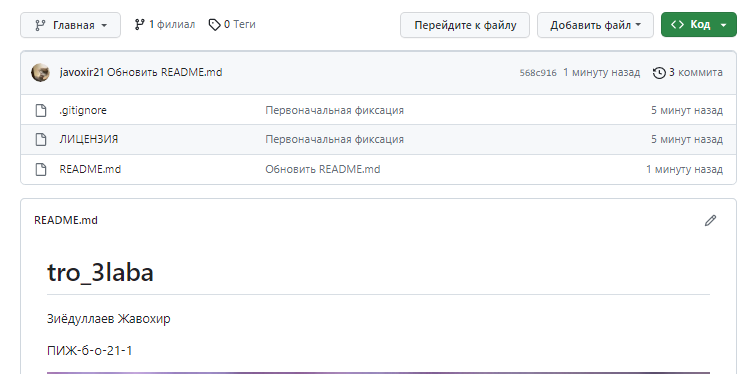 Главная 1 филиал 0 Теги Перейдите к файлу Добавить файл Код
javoxir21 Обновить README.md 568c916 1 минуту назад 3 коммита
.gitignore Первоначальная фиксация 5 минут назад
ЛИЦЕНЗИЯ Первоначальная фиксация 5 минут назад
README.md Обновить README.md 1 минуту назад
README.md
tro_3laba
Зиёдуллаев Жавохир
ПИЖ-б-о-21-1